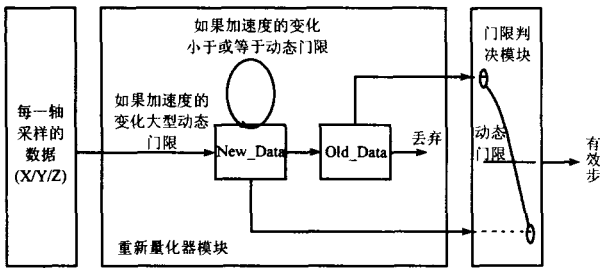 每一轴
采样的
数据
(X/Y/Z)
如果加速度的变化
小于或等于动态门限
如果加速度的
变化大型动态
门限
New_Data
Old_Data
丢弃
重新量化器模块
门限判
决模块
动态
门限
有效步